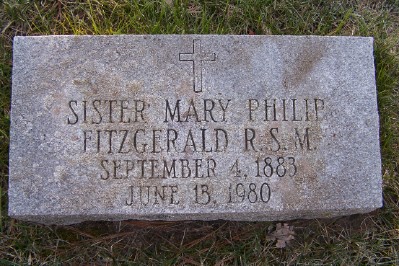 SISTER MARY PHILIP
FITZGERALD R.S.M.
SEPTEMBER 4, 1883
JUNE 13, 1980